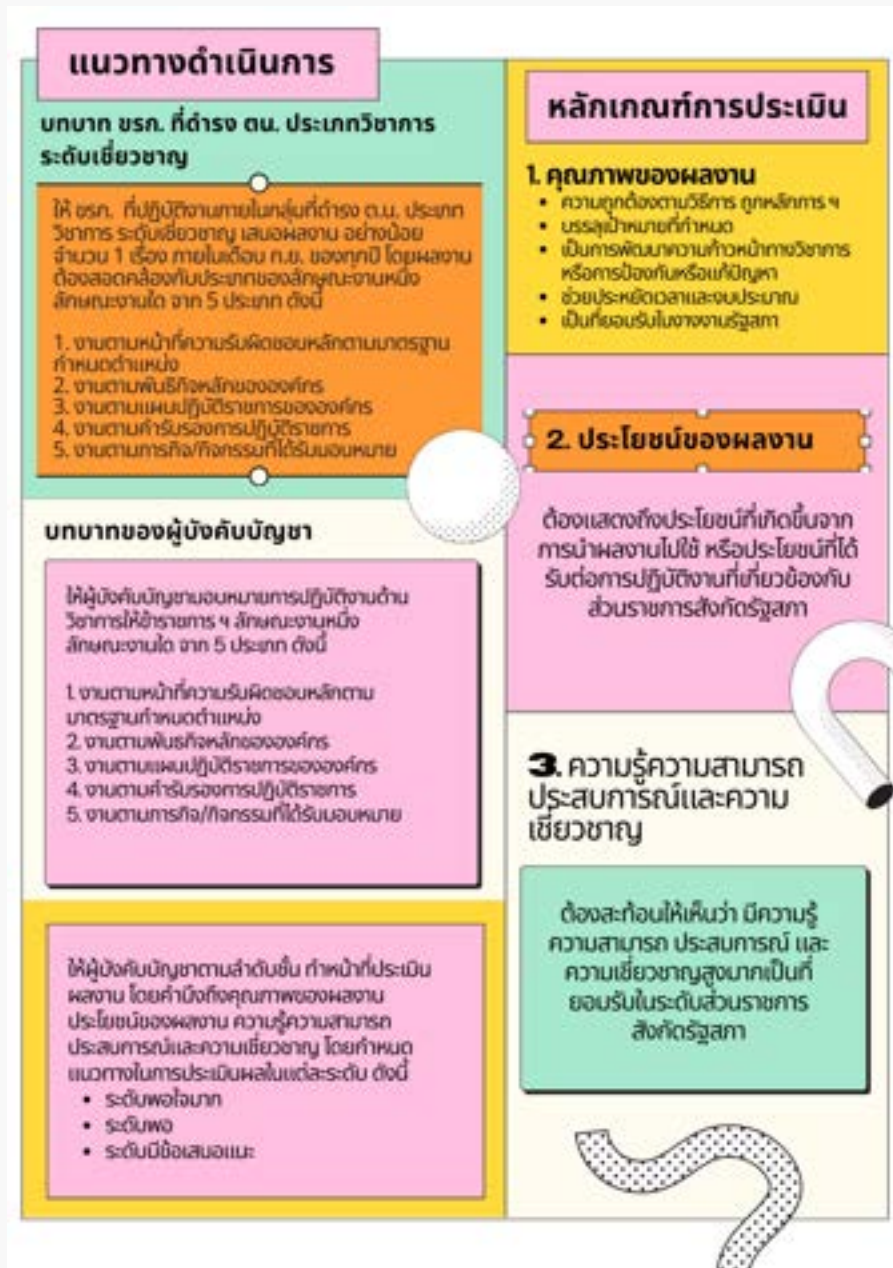 แนวทางดำเนินการ
บทบาท ขรก. ที่ดำรง ตน. ประเภทวิชาการ
ระดับเชี่ยวชาญ
ให้ ขรก. ที่ปฏิบัติงานภายในกลุ่มที่ดำรง ต.น. ประเภท
วิชาการ ระดับเชี่ยวชาญ เสนอผลงาน อย่างน้อย
จำนวน 1 เรื่อง ภายในเดือน ก.ย. ของทุกปี โดยผลงาน
ต้องสอดคล้องกับประเภทของลักษณะงานหนึ่ง
ลักษณะงานใด จาก 5 ประเภท ดังนี้
1. งานตามหน้าที่ความรับผิดชอบหลักตามมาตรฐาน
กำหนดตำแหน่ง
2. งานตามพันธกิจหลักขององค์กร
3. งานตามแผนปฏิบัติราชการขององค์กร
4. งานตามคำรับรองการปฏิบัติราชการ
5. งานตามภารกิจ/กิจกรรมที่ได้รับมอบหมาย
บทบาทของผู้บังคับบัญชา
ให้ผู้บังคับบัญชามอบหมายการปฏิบัติงานด้าน
วิชาการให้ข้าราชการ ฯ ลักษณะงานหนึ่ง
ลักษณะงานใด จาก 5 ประเภท ดังนี้
1. งานตามหน้าที่ความรับผิดชอบหลักตาม
มาตรฐานกำหนดตำแหน่ง
2. งานตามพันธกิจหลักขององค์กร
3. งานตามแผนปฏิบัติราชการขององค์กร
4. งานตามคำรับรองการปฏิบัติราชการ
5. งานตามภารกิจ/กิจกรรมที่ได้รับมอบหมาย
ให้ผู้บังคับบัญชาตามลำดับชั้น ทำหน้าที่ประเมิน
ผลงาน โดยคำนึงถึงคุณภาพของผลงาน
ประโยชน์ของผลงาน ความรู้ความสามารถ
ประสบการณ์และความเชี่ยวชาญ โดยกำหนด
แนวทางในการประเมินผลในแต่ละระดับ ดังนี้
• ระดับพอใจมาก
• ระดับพอ
• ระดับมีข้อเสนอแนะ
หลักเกณฑ์การประเมิน
1. คุณภาพของผลงาน
• ความถูกต้องตามวิธีการ ถูกหลักการ ฯ
• บรรลุเป้าหมายที่กำหนด
• เป็นการพัฒนาความก้าวหน้าทางวิชาการ
หรือการป้องกันหรือแก้ปัญหา
• ช่วยประหยัดเวลาและงบประมาณ
• เป็นที่ยอมรับในวงงานรัฐสภา
2. ประโยชน์ของผลงาน
ต้องแสดงถึงประโยชน์ที่เกิดขึ้นจาก
การนำผลงานไปใช้ หรือประโยชน์ที่ได้
รับต่อการปฏิบัติงานที่เกี่ยวข้องกับ
ส่วนราชการสังกัดรัฐสภา
3. ความรู้ความสามารถ
ประสบการณ์และความ
เชี่ยวชาญ
ต้องสะท้อนให้เห็นว่า มีความรู้
ความสามารถ ประสบการณ์ และ
ความเชี่ยวชาญสูงมากเป็นที่
ยอมรับในระดับส่วนราชการ
สังกัดรัฐสภา